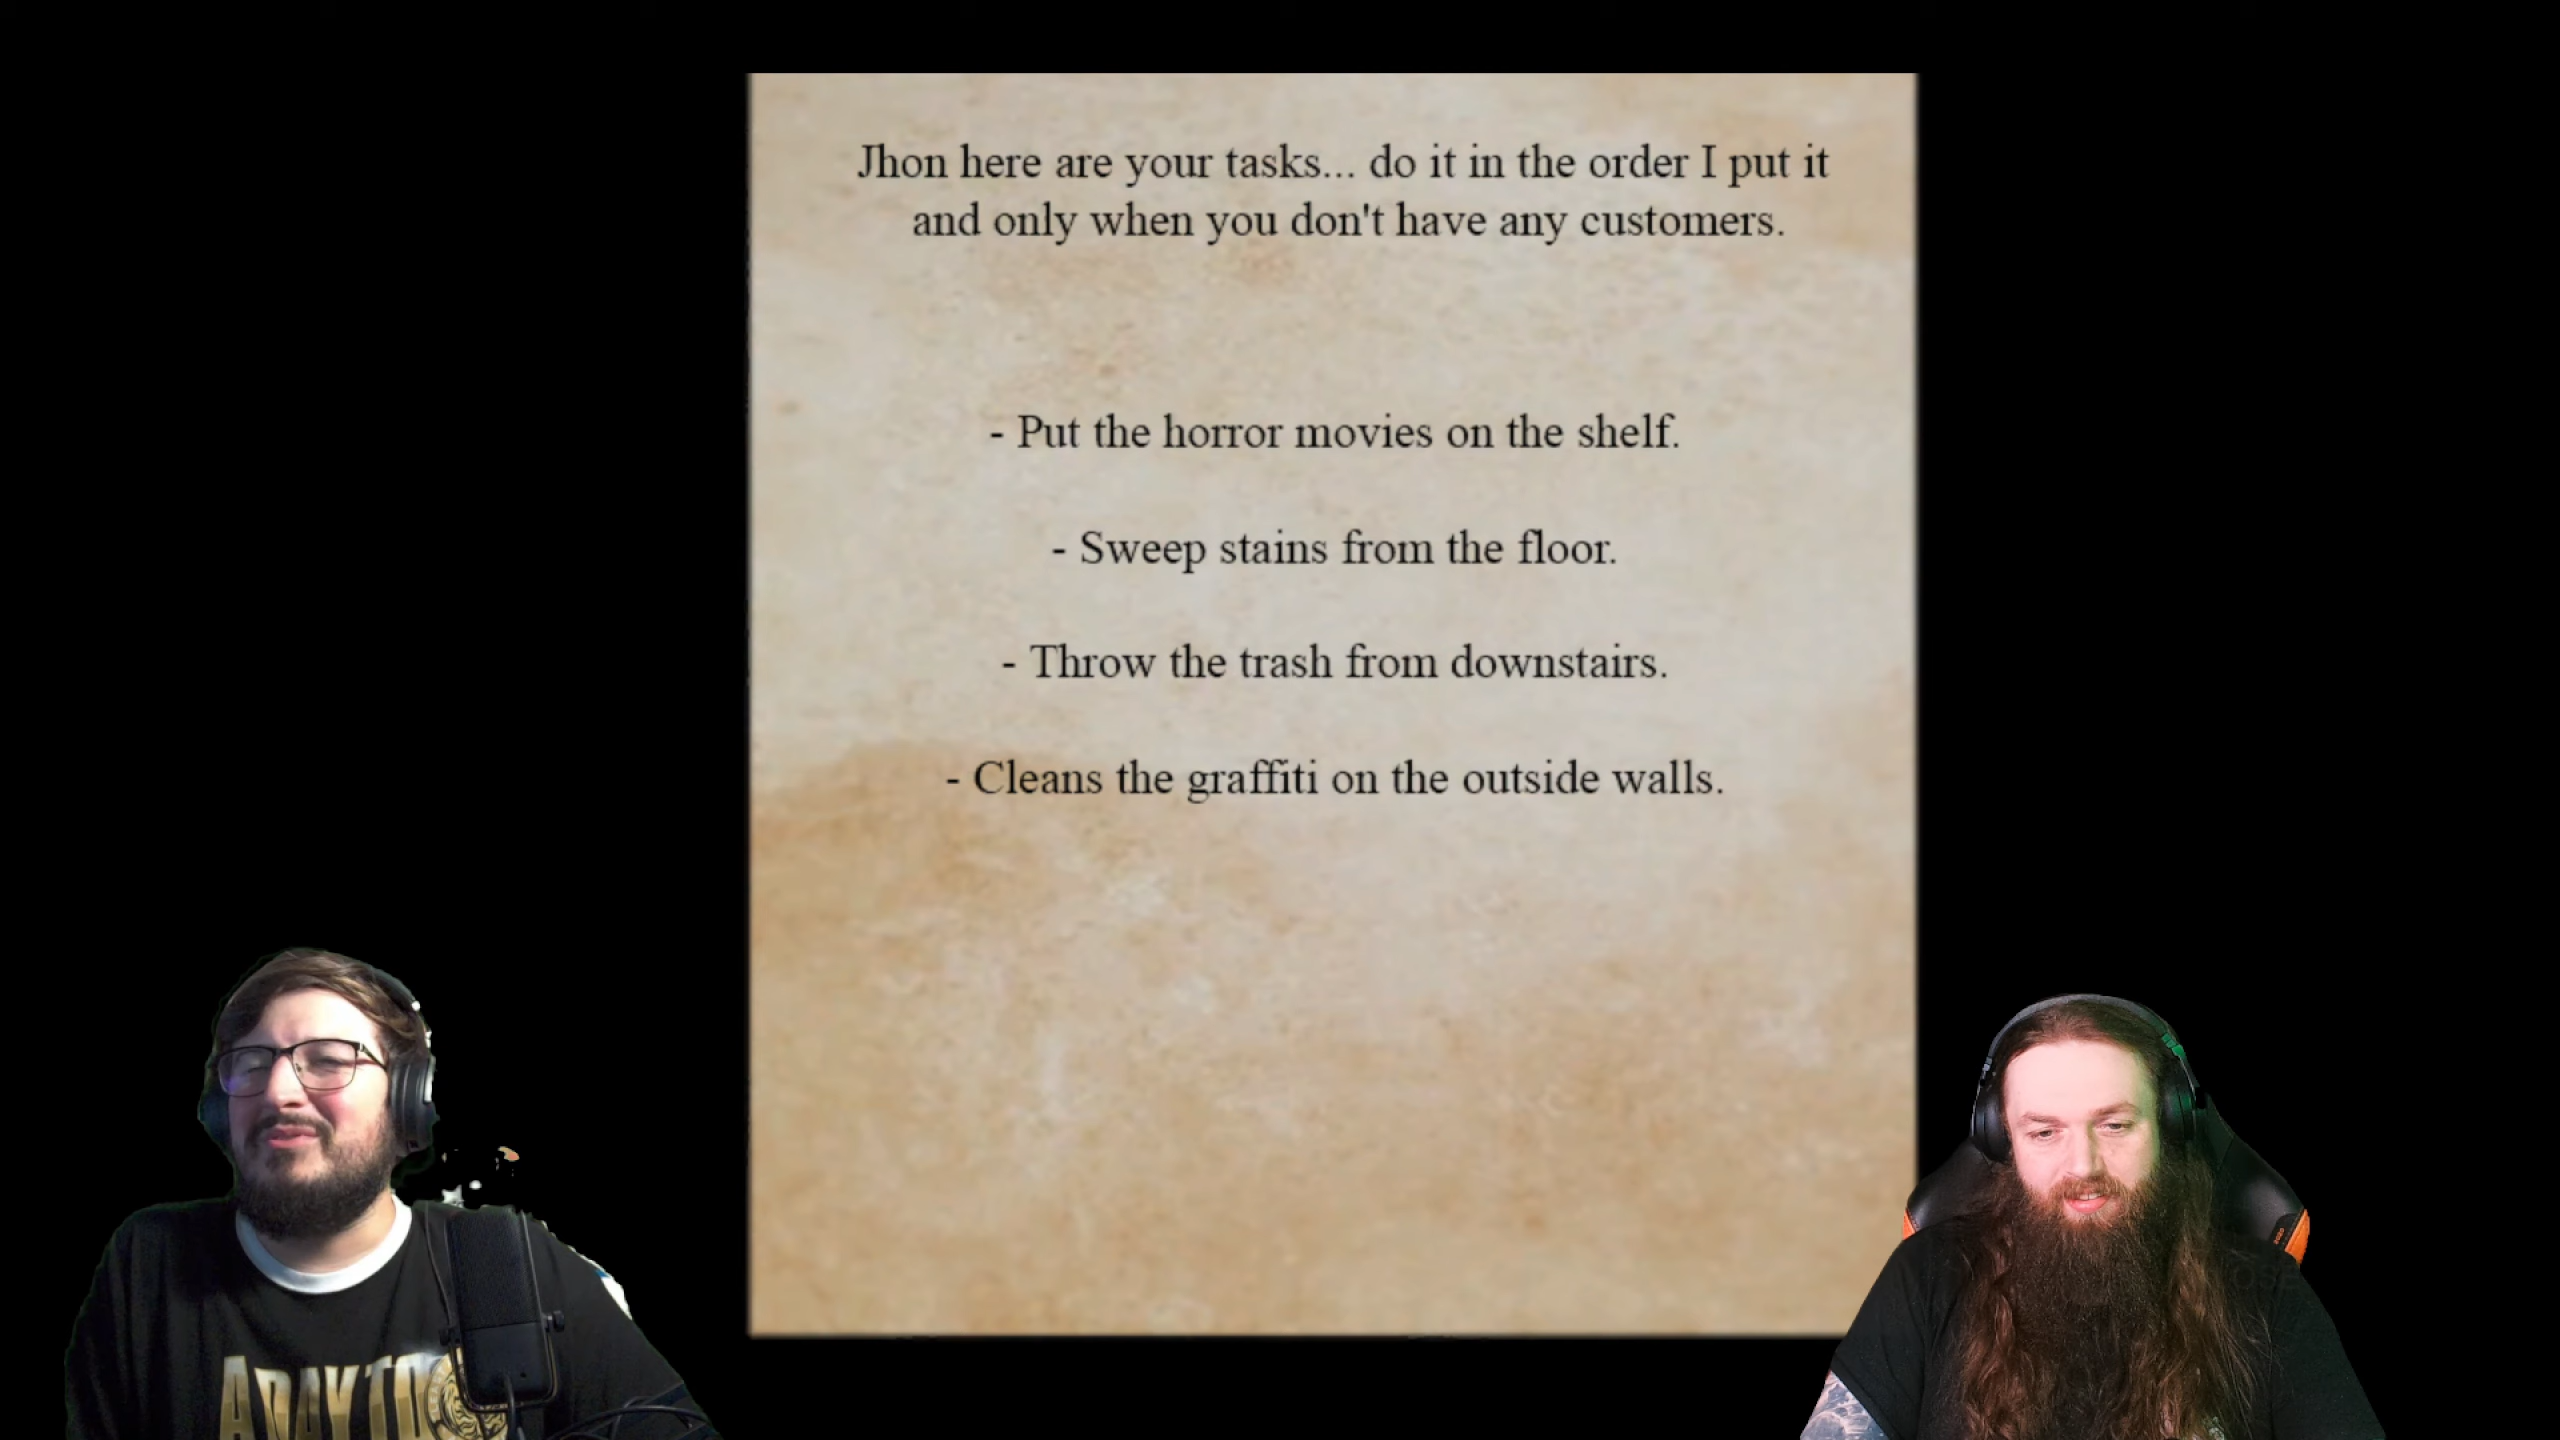 Jhon here are your tasks... do it in the order I put it
and only when you don't have any customers.
- Put the horror movies on the shelf.
- Sweep stains from the floor.
- Throw the trash from downstairs.
- Cleans the graffiti on the outside walls.
ADAYTO